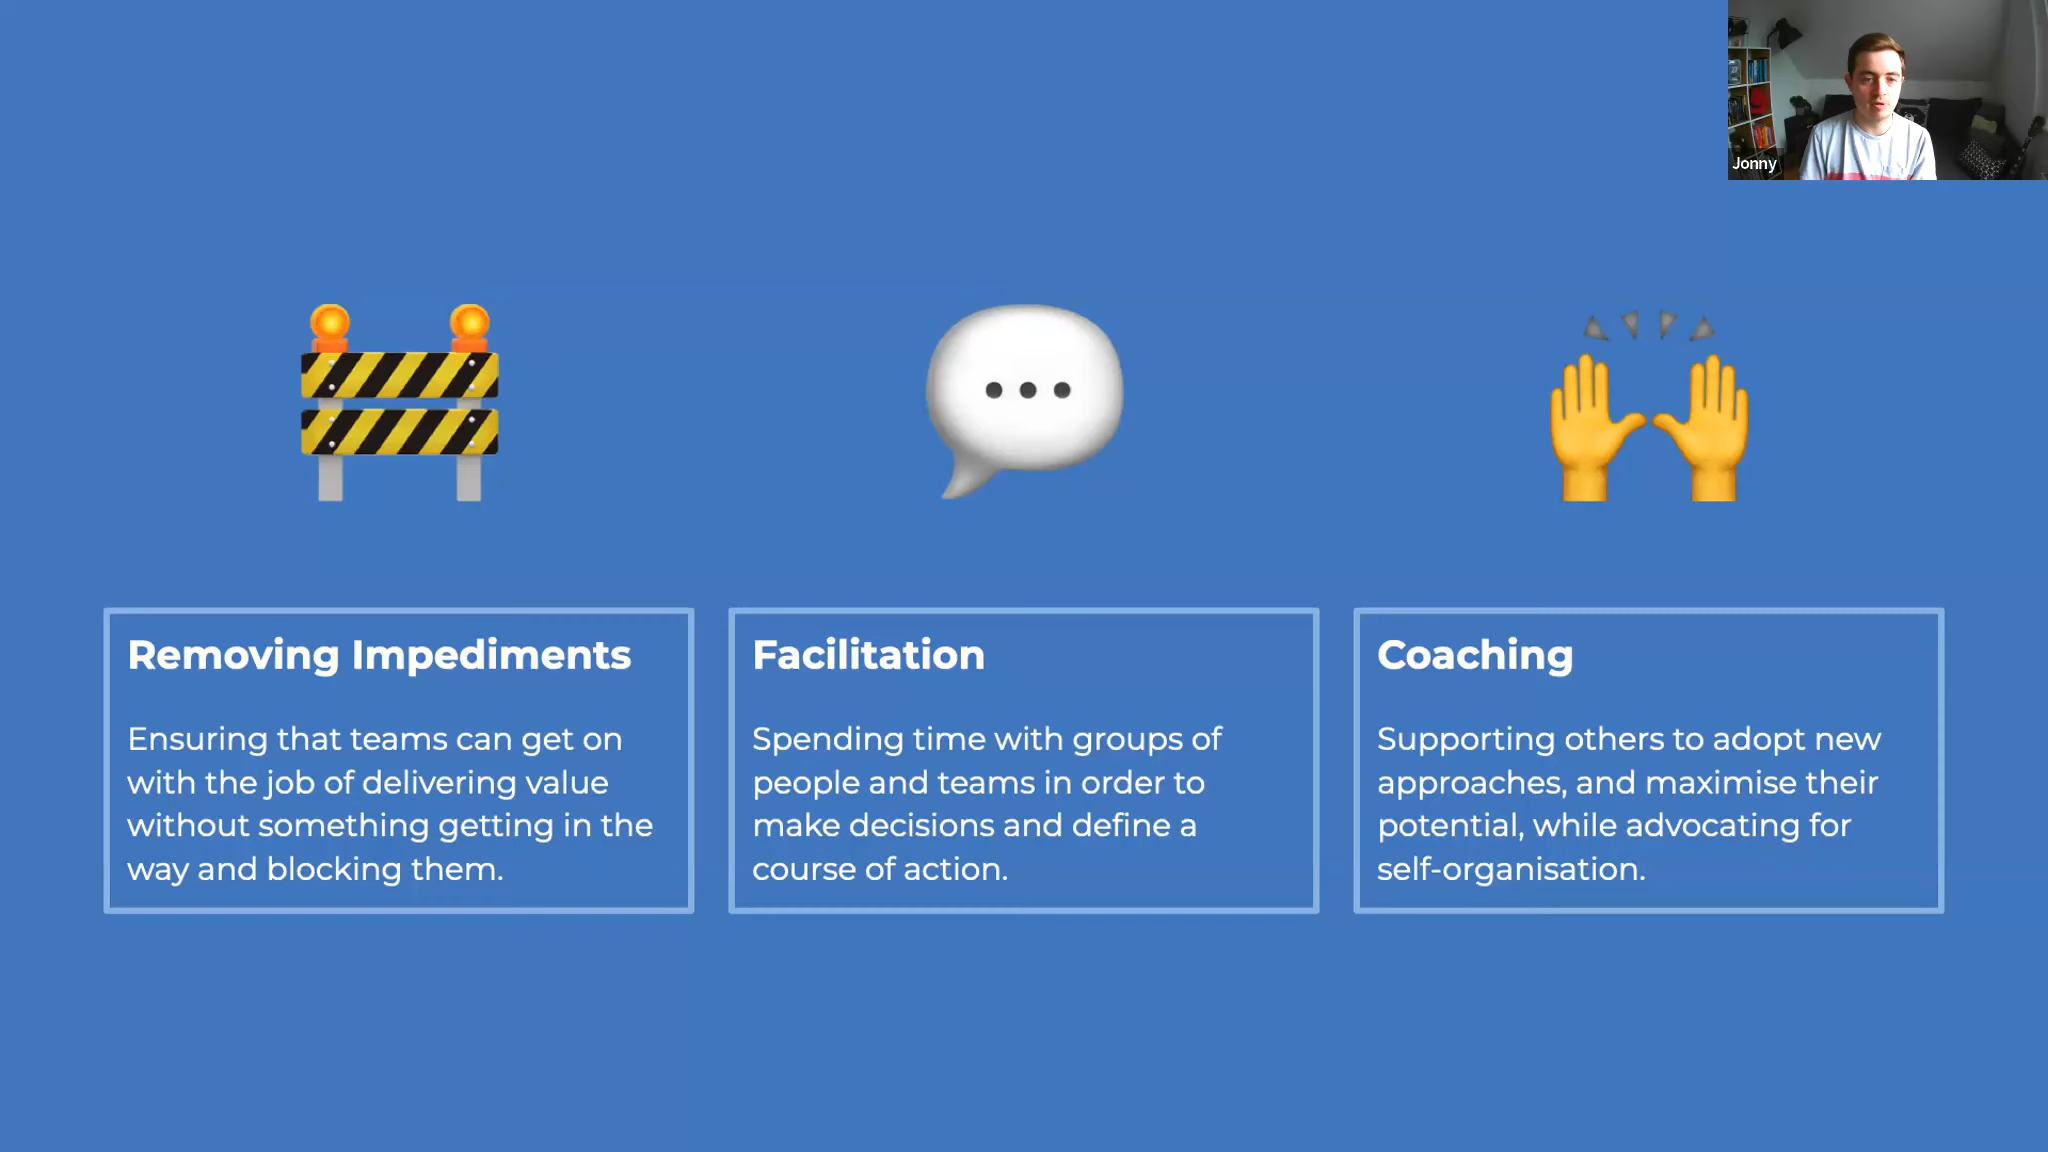 Jonny
Removing Impediments
Ensuring that teams can get on
with the job of delivering value
without something getting in the
way and blocking them.
Facilitation
Spending time with groups of
people and teams in order to
make decisions and define a
course of action.
Coaching
Supporting others to adopt new
approaches, and maximise their
potential, while advocating for
self-organisation.